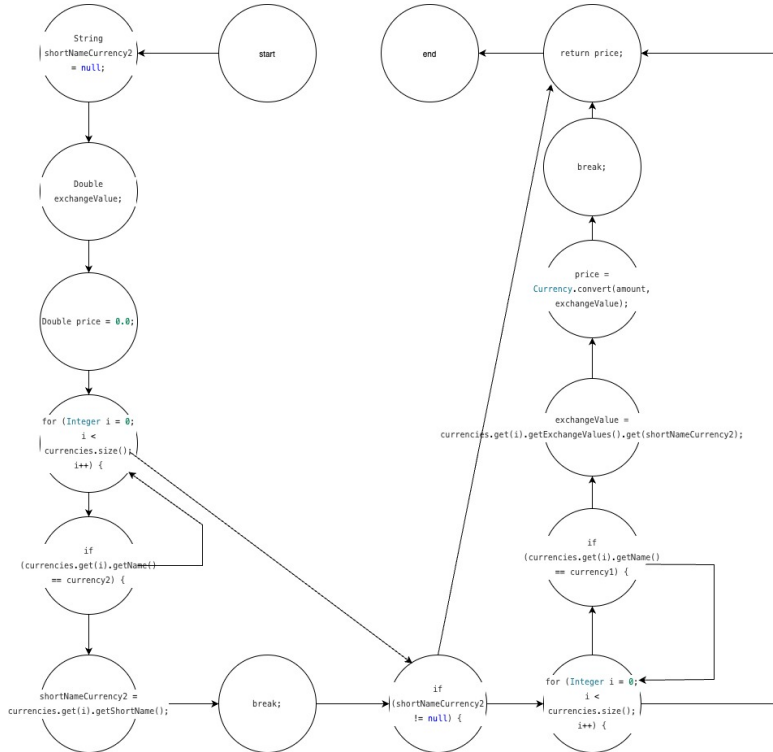 String
shortNameCurrency2
= null;
start
end
return price;
Double
exchangeValue;
break;
price =
Currency.convert(amount,
exchangeValue);
Double price = 0.0;
for (Integer i = 0;
i <
currencies.size();
i++) {
exchangeValue =
currencies.get(i).getExchangeValues().get(shortNameCurrency2);
if
(currencies.get(i).getName()
== currency2) {
if
(currencies.get(i).getName()
== currency1) {
shortNameCurrency2 =
currencies.get(i).getShortName();
break;
if
(shortNameCurrency2
!= null) {
for (Integer i = 0;
i <
currencies.size();
i++) {